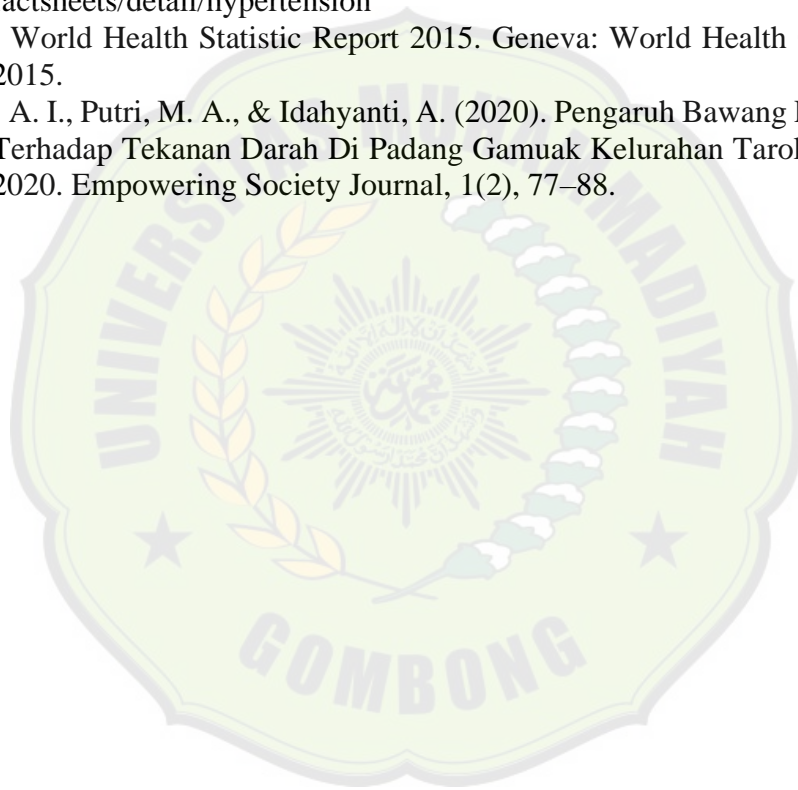 actsheets/detail/hypertension
World Health Statistic Report 2015. Geneva: World Health
2015.
A. I., Putri, M. A., & Idahyanti, A. (2020). Pengaruh Bawang
Terhadap Tekanan Darah Di Padang Gamuak Kelurahan Tarok
2020. Empowering Society Journal, 1(2), 77–88.
UNIVERSITAS MUHAMMADIYAH
GOMBONG